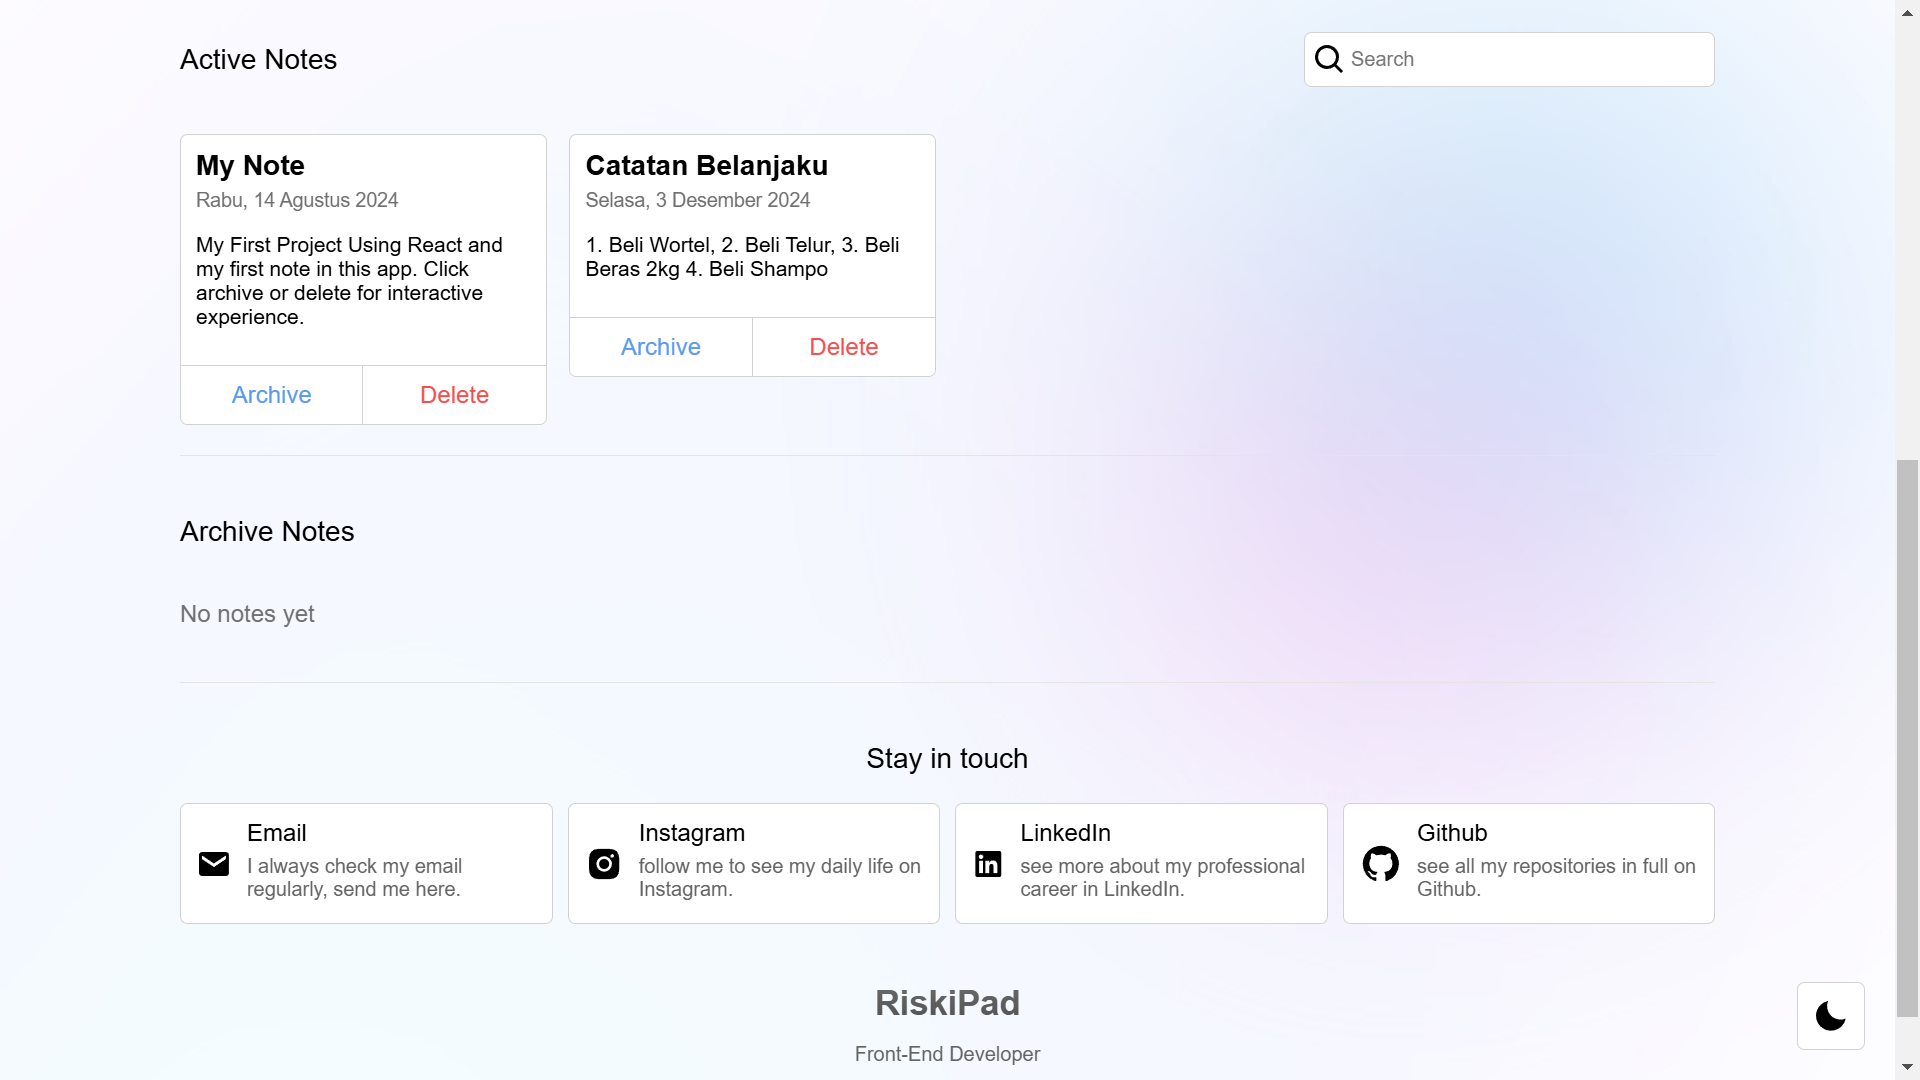 Active Notes
Search
My Note
Rabu, 14 Agustus 2024
My First Project Using React and
my first note in this app. Click
archive or delete for interactive
experience.
Archive
Delete
Catatan Belanjaku
Selasa, 3 Desember 2024
1. Beli Wortel, 2. Beli Telur, 3. Beli
Beras 2kg 4. Beli Shampo
Archive
Delete
Archive Notes
No notes yet
Stay in touch
Email
I always check my email
regularly, send me here.
Instagram
follow me to see my daily life on
Instagram.
LinkedIn
see more about my professional
career in LinkedIn.
Github
see all my repositories in full on
Github.
RiskiPad
Front-End Developer